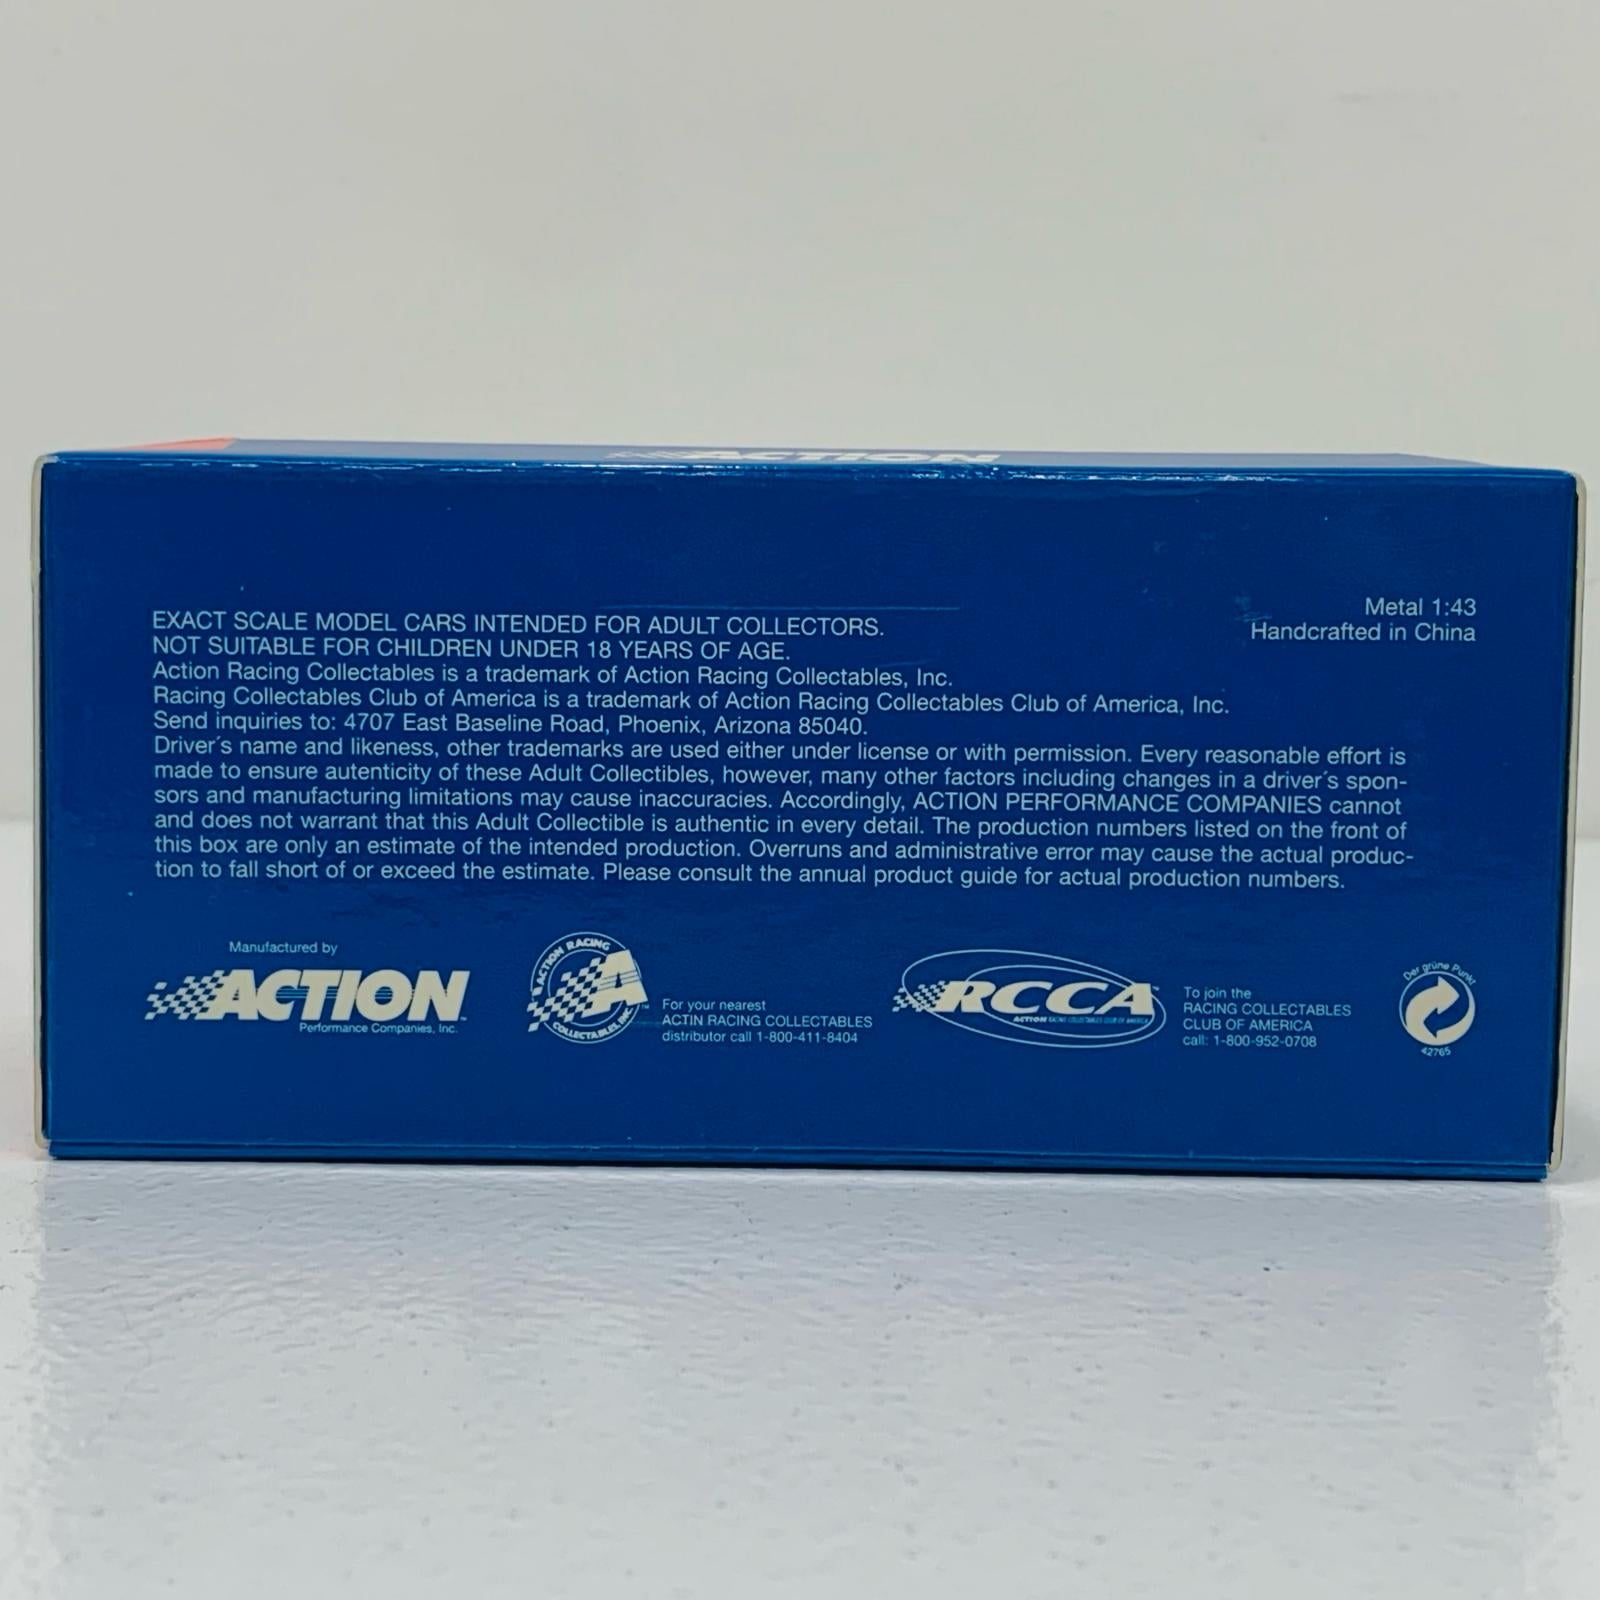 ACTION
EXACT SCALE MODEL CARS INTENDED FOR ADULT COLLECTORS.
NOT SUITABLE FOR CHILDREN UNDER 18 YEARS OF AGE.
Action Racing Collectables is a trademark of Action Racing Collectables, Inc.
Racing Collectables Club of America is a trademark of Action Racing Collectables Club of America, Inc.
Send inquiries to: 4707 East Baseline Road, Phoenix, Arizona 85040.
Driver´s name and likeness, other trademarks are used either under license or with permission. Every reasonable effort is
made to ensure autenticity of these Adult Collectibles, however, many other factors including changes in a driver´s spon-
sors and manufacturing limitations may cause inaccuracies. Accordingly, ACTION PERFORMANCE COMPANIES cannot
and does not warrant that this Adult Collectible is authentic in every detail. The production numbers listed on the front of
this box are only an estimate of the intended production. Overruns and administrative error may cause the actual produc-
tion to fall short of or exceed the estimate. Please consult the annual product guide for actual production numbers.
Metal 1:43
Handcrafted in China
Manufactured by
ACTION™
Performance Companies, Inc.
ACTION RACING
A™
COLLECTABLES, INC.
For your nearest
ACTIN RACING COLLECTABLES
distributor call 1-800-411-8404
RCCA™
ACTION RACING COLLECTABLES CLUB OF AMERICA
To join the
RACING COLLECTABLES
CLUB OF AMERICA
call: 1-800-952-0708
Der grüne Punkt
42765